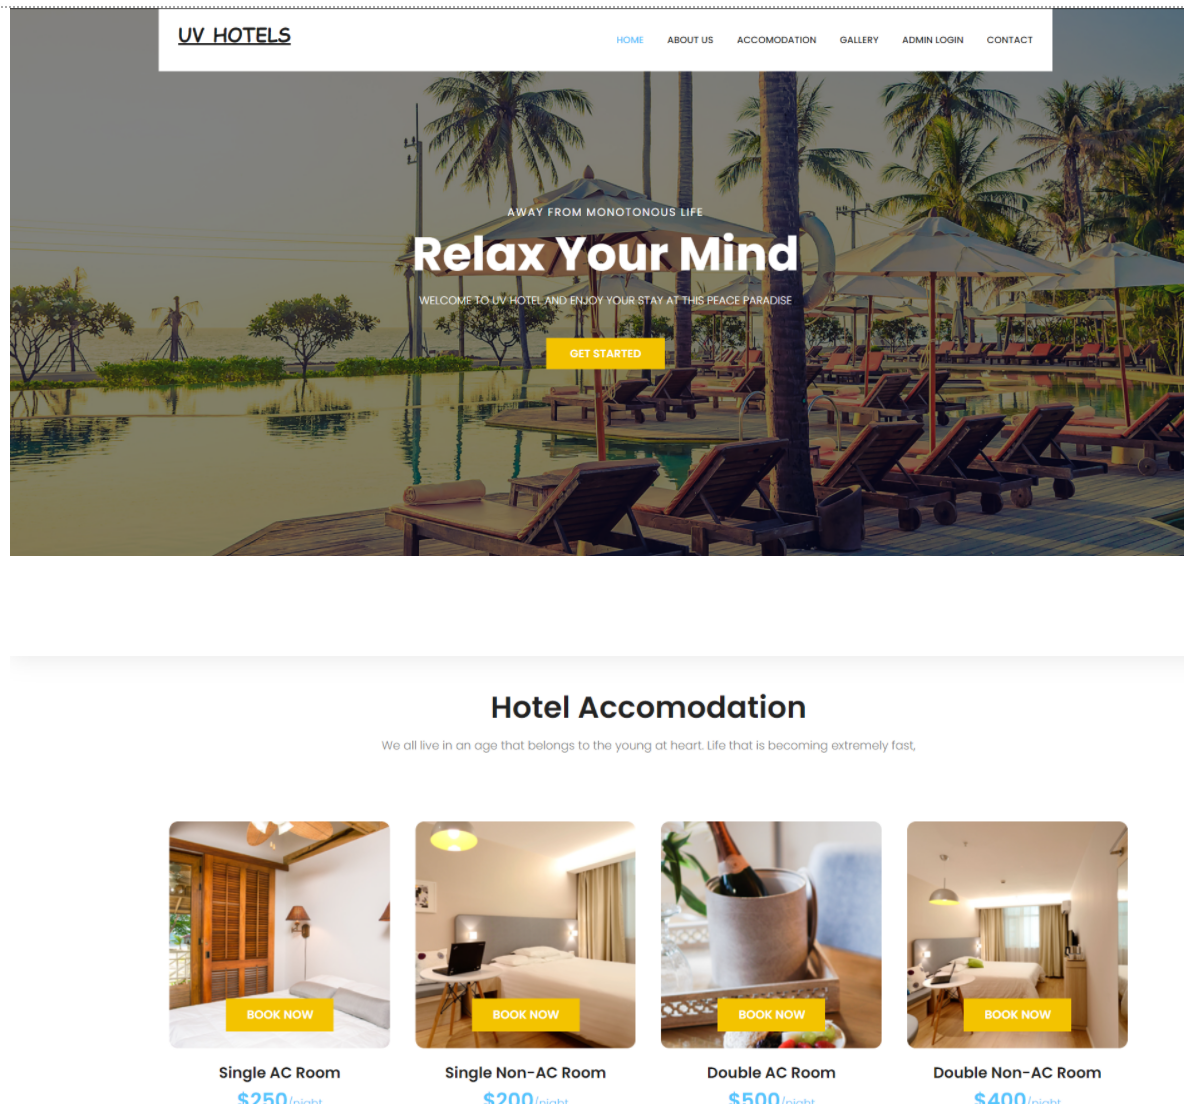 UV HOTELS
HOME ABOUT US ACCOMODATION GALLERY ADMIN LOGIN CONTACT
AWAY FROM MONOTONOUS LIFE
Relax Your Mind
WELCOME TO UV HOTEL AND ENJOY YOUR STAY AT THIS PEACE PARADISE
GET STARTED
Hotel Accomodation
We all live in an age that belongs to the young at heart. Life that is becoming extremely fast,
BOOK NOW BOOK NOW BOOK NOW BOOK NOW
Single AC Room Single Non-AC Room Double AC Room Double Non-AC Room
$250/night $200/night $500/night $400/night